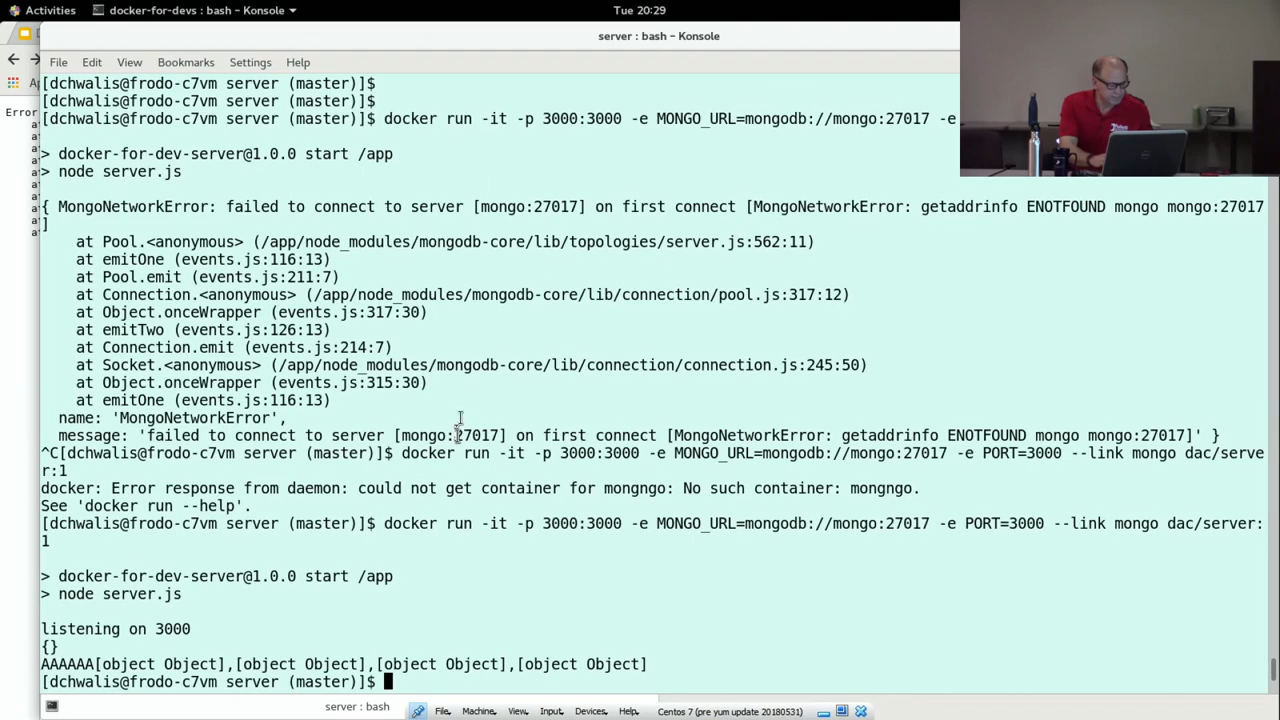 Activities
docker-for-devs : bash – Konsole
Tue 20:29
server : bash – Konsole
File Edit View Bookmarks Settings Help
Error
[dchwalis@frodo-c7vm server (master)]$
[dchwalis@frodo-c7vm server (master)]$
[dchwalis@frodo-c7vm server (master)]$ docker run -it -p 3000:3000 -e MONGO_URL=mongodb://mongo:27017 -e
> docker-for-dev-server@1.0.0 start /app
> node server.js
{ MongoNetworkError: failed to connect to server [mongo:27017] on first connect [MongoNetworkError: getaddrinfo ENOTFOUND mongo mongo:27017
]
at Pool.<anonymous> (/app/node_modules/mongodb-core/lib/topologies/server.js:562:11)
at emitOne (events.js:116:13)
at Pool.emit (events.js:211:7)
at Connection.<anonymous> (/app/node_modules/mongodb-core/lib/connection/pool.js:317:12)
at Object.onceWrapper (events.js:317:30)
at emitTwo (events.js:126:13)
at Connection.emit (events.js:214:7)
at Socket.<anonymous> (/app/node_modules/mongodb-core/lib/connection/connection.js:245:50)
at Object.onceWrapper (events.js:315:30)
at emitOne (events.js:116:13)
name: 'MongoNetworkError',
message: 'failed to connect to server [mongo:27017] on first connect [MongoNetworkError: getaddrinfo ENOTFOUND mongo mongo:27017]' }
^C[dchwalis@frodo-c7vm server (master)]$ docker run -it -p 3000:3000 -e MONGO_URL=mongodb://mongo:27017 -e PORT=3000 --link mongo dac/serve
r:1
docker: Error response from daemon: could not get container for mongngo: No such container: mongngo.
See 'docker run --help'.
[dchwalis@frodo-c7vm server (master)]$ docker run -it -p 3000:3000 -e MONGO_URL=mongodb://mongo:27017 -e PORT=3000 --link mongo dac/server:
1
> docker-for-dev-server@1.0.0 start /app
> node server.js
listening on 3000
{}
AAAAAA[object Object],[object Object],[object Object],[object Object]
[dchwalis@frodo-c7vm server (master)]$
server : bash
File, Machine, View, Input, Devices, Help, Centos 7 (pre yum update 20180531)